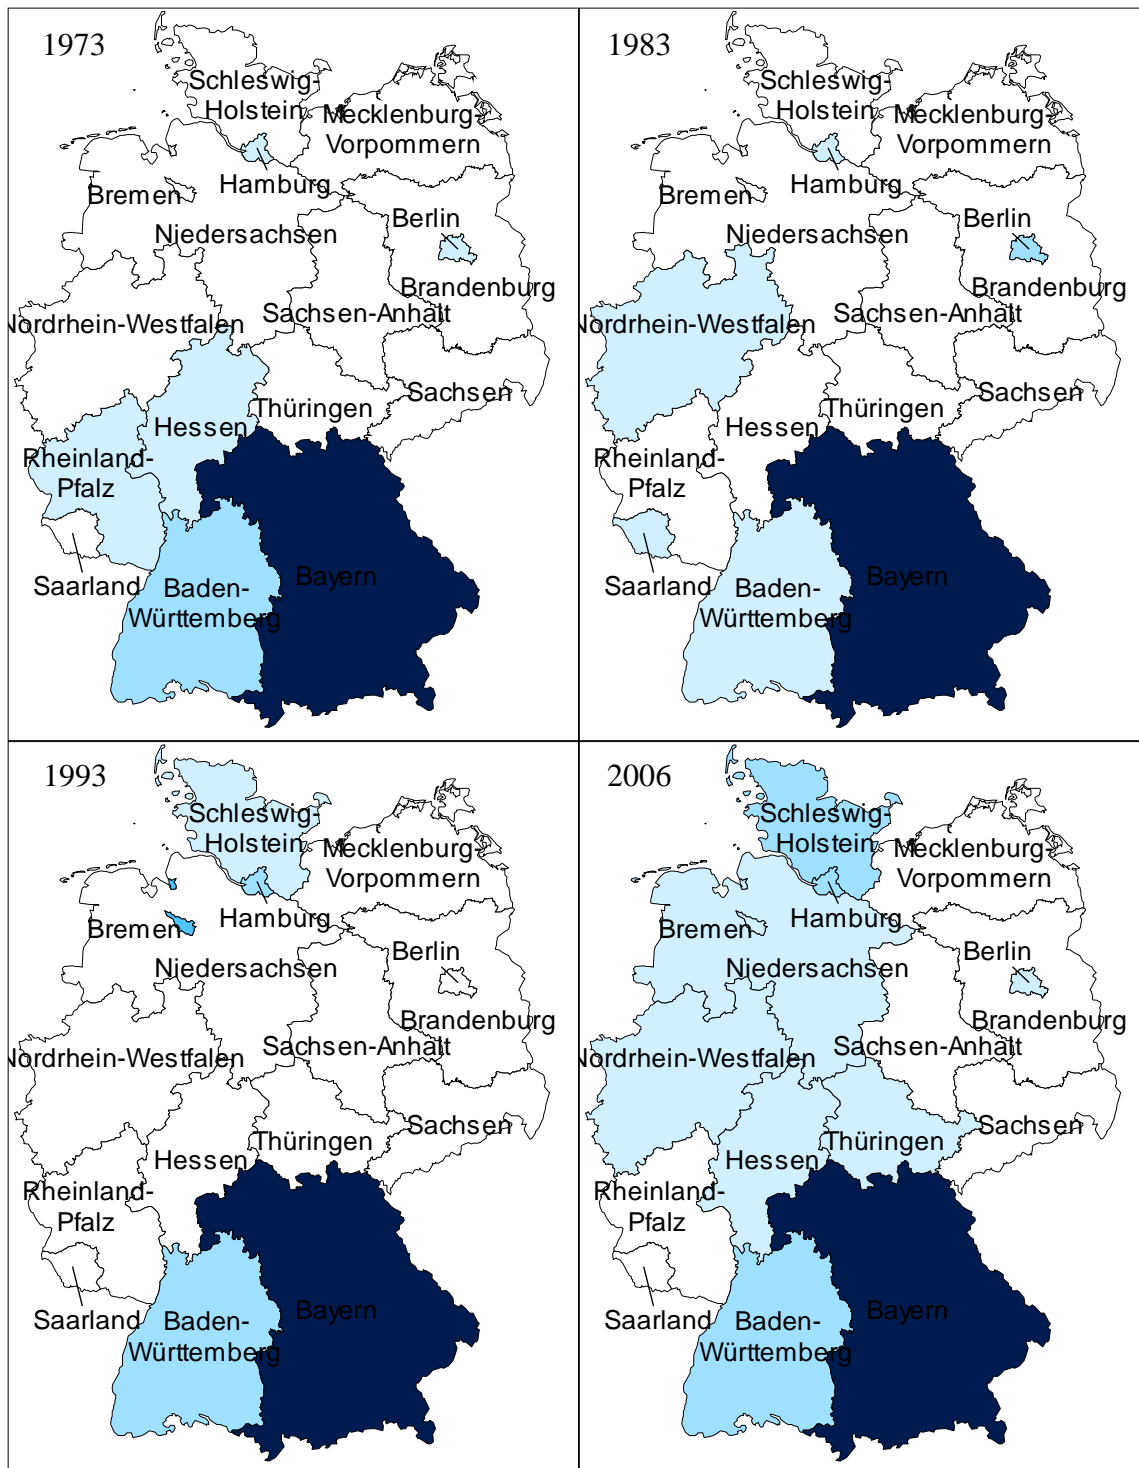 1973
Schleswig-
Holstein
Mecklenburg-
Vorpommern
Hamburg
Bremen
Berlin
Niedersachsen
Brandenburg
Nordrhein-Westfalen
Sachsen-Anhalt
Sachsen
Thüringen
Hessen
Rheinland-
Pfalz
Saarland
Baden-
Württemberg
Bayern
1983
Schleswig-
Holstein
Mecklenburg-
Vorpommern
Hamburg
Bremen
Berlin
Niedersachsen
Brandenburg
Nordrhein-Westfalen
Sachsen-Anhalt
Sachsen
Thüringen
Hessen
Rheinland-
Pfalz
Saarland
Baden-
Württemberg
Bayern
1993
Schleswig-
Holstein
Mecklenburg-
Vorpommern
Hamburg
Bremen
Berlin
Niedersachsen
Brandenburg
Nordrhein-Westfalen
Sachsen-Anhalt
Sachsen
Thüringen
Hessen
Rheinland-
Pfalz
Saarland
Baden-
Württemberg
Bayern
2006
Schleswig-
Holstein
Mecklenburg-
Vorpommern
Hamburg
Bremen
Berlin
Niedersachsen
Brandenburg
Nordrhein-Westfalen
Sachsen-Anhalt
Sachsen
Thüringen
Hessen
Rheinland-
Pfalz
Saarland
Baden-
Württemberg
Bayern